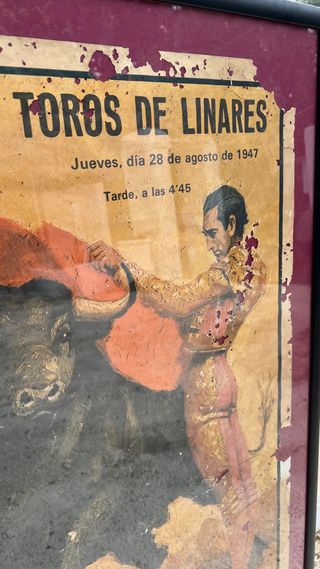 TOROS DE LINARES
Jueves, día 28 de agosto de 1947
Tarde, a las 4'45